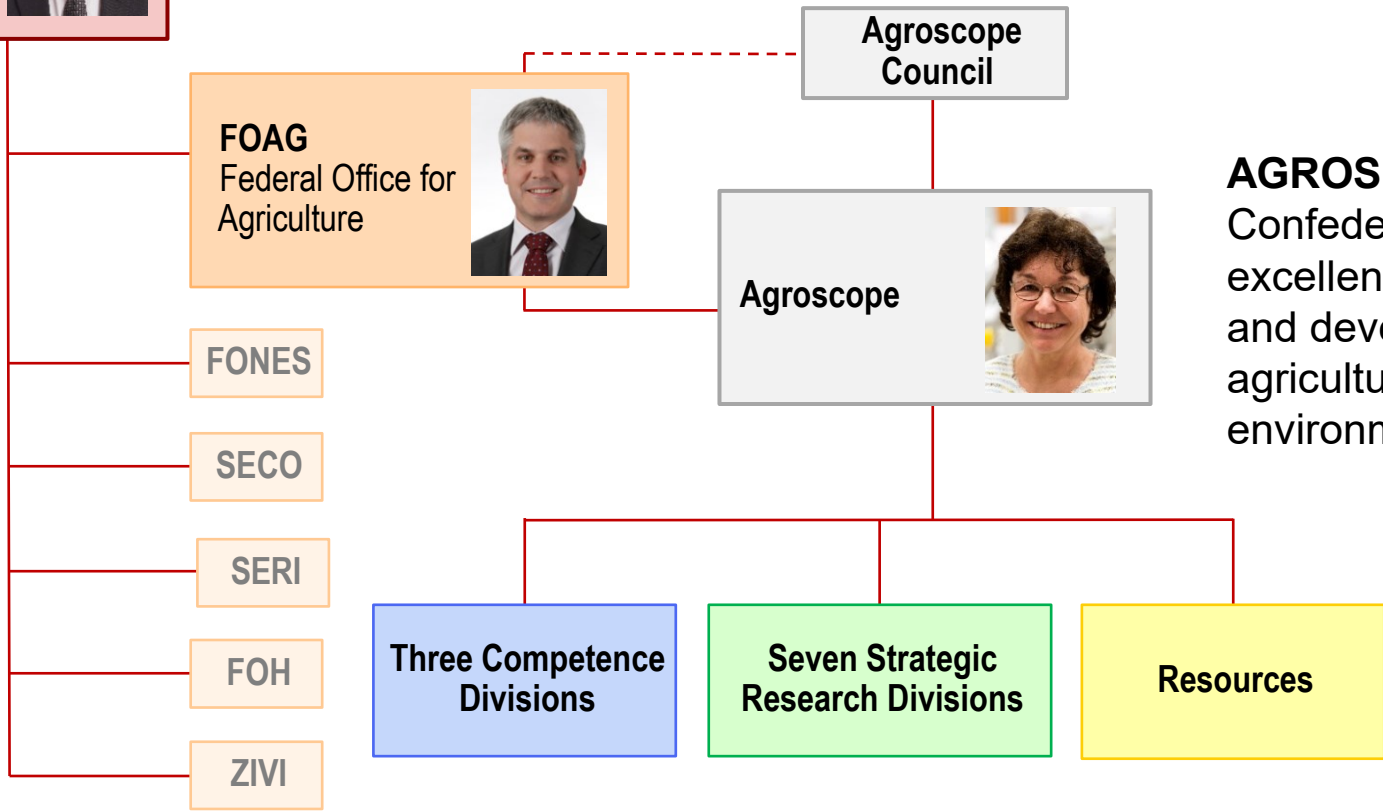 Agroscope
Council
FOAG
Federal Office for
Agriculture
Agroscope
AGROS
Confede
excellen
and deve
agricultu
environm
FONES
SECO
SERI
FOH
ZIVI
Three Competence
Divisions
Seven Strategic
Research Divisions
Resources